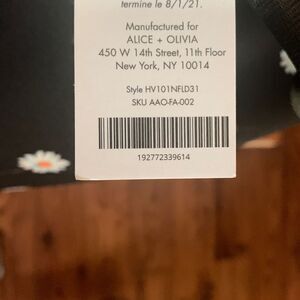 termine le 8/1/21.
Manufactured for
ALICE + OLIVIA
450 W 14th Street, 11th Floor
New York, NY 10014
Style HV101NFLD31
SKU AAO-FA-002
192772339614